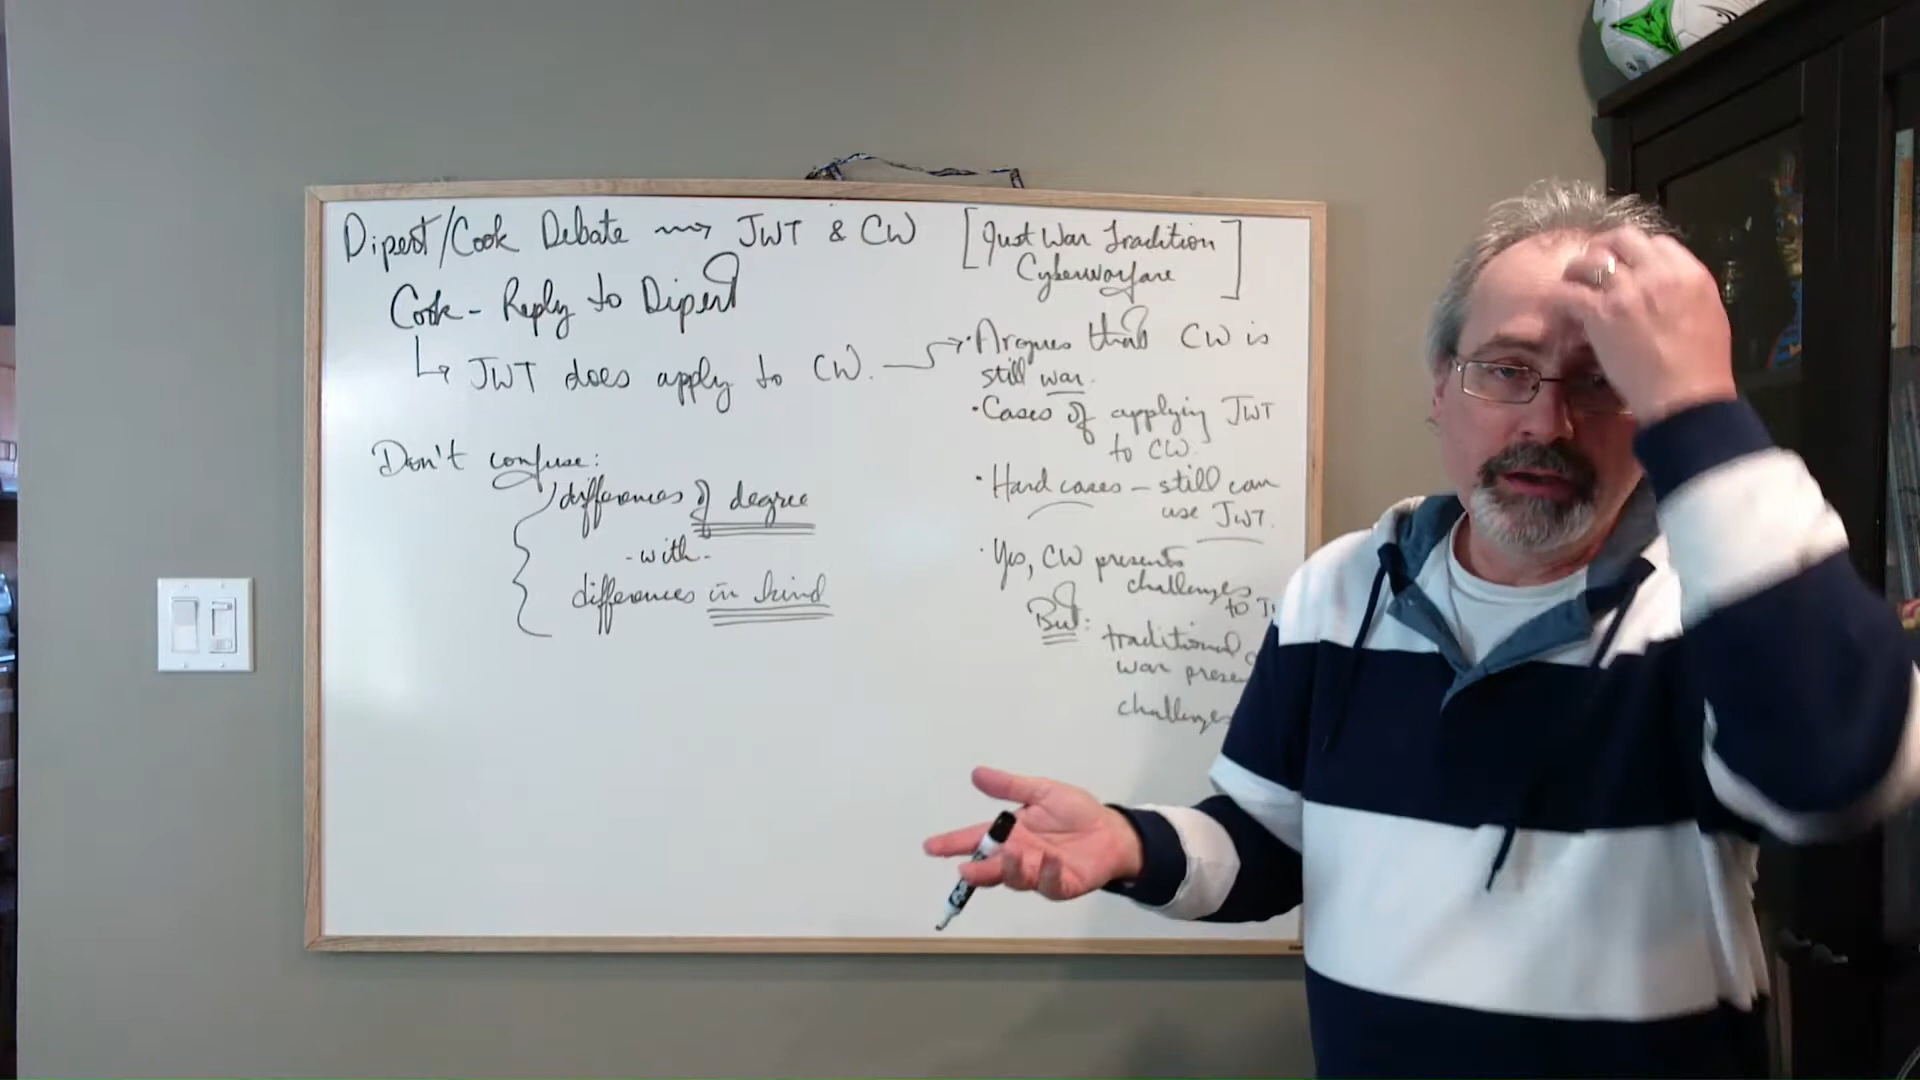 Dipert/Cook Debate → JWT & CW [Just War Tradition
Cyberwarfare]
Cook - Reply to Dipert
↳ JWT does apply to CW. →
• Argues that CW is
still war.
• Cases of applying JWT
to CW.
• Hard cases – still can
use JWT.
• Yes, CW presents
challenges
to
But:
traditional
war
challenges
Don't confuse:
differences of degree
- with -
differences in kind